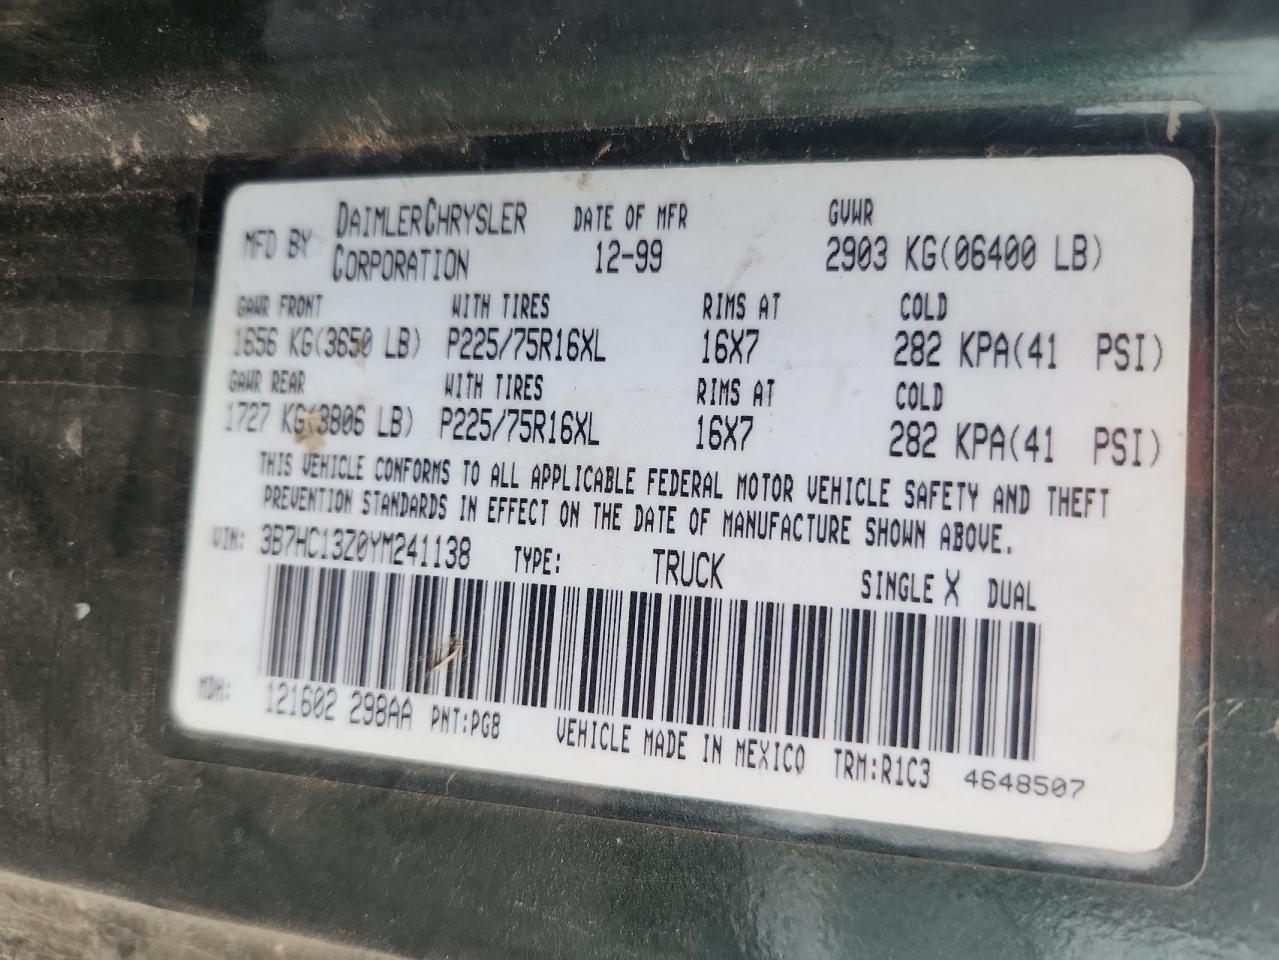 MFD BY DAIMLERCHRYSLER CORPORATION DATE OF MFR 12-99 GVWR 2903 KG(06400 LB)
GAWR FRONT WITH TIRES RIMS AT COLD
1656 KG(3650 LB) P225/75R16XL 16X7 282 KPA(41 PSI)
GAWR REAR WITH TIRES RIMS AT COLD
1727 KG(3806 LB) P225/75R16XL 16X7 282 KPA(41 PSI)
THIS VEHICLE CONFORMS TO ALL APPLICABLE FEDERAL MOTOR VEHICLE SAFETY AND THEFT
PREVENTION STANDARDS IN EFFECT ON THE DATE OF MANUFACTURE SHOWN ABOVE.
VIN: 3B7HC13Z0YM241138 TYPE: TRUCK SINGLE X DUAL
MDH: 121602 298AA PNT:PG8 VEHICLE MADE IN MEXICO TRM:R1C3 4648507